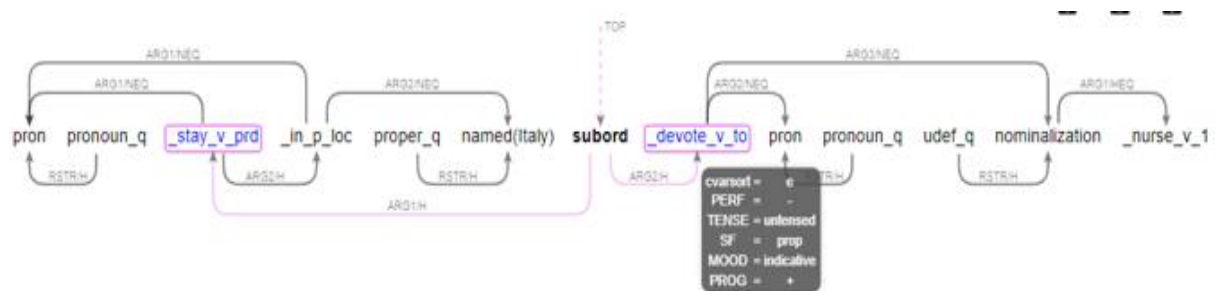 TOP
ARG1/NEQ
ARG3/NEQ
ARG1/NEQ
ARG2/NEQ
ARG2/NEQ
ARG1/HEQ
pron pronoun_q _stay_v_prd _in_p_loc proper_q named(Italy) subord _devote_v_to pron pronoun_q udef_q nominalization _nurse_v_1
RSTR/H
ARG2/H
RSTR/H
ARG2/H
RSTR/H
ARG1/H
cvarsort = e
PERF = -
TENSE = untensed
SF = prop
MOOD = indicative
PROG = +